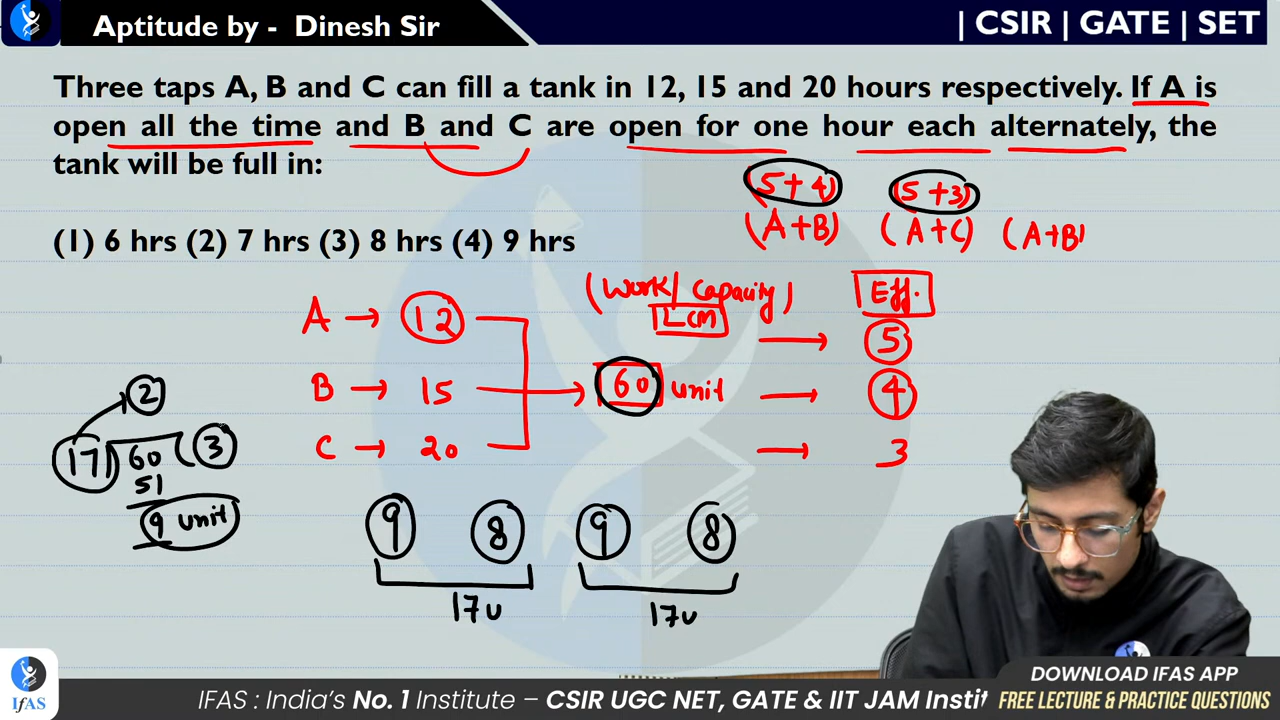 Aptitude by - Dinesh Sir
| CSIR | GATE | SET
Three taps A, B and C can fill a tank in 12, 15 and 20 hours respectively. If A is
open all the time and B and C are open for one hour each alternately, the
tank will be full in:
(5+4) (5+3)
(A+B) (A+C) (A+B)
(1) 6 hrs (2) 7 hrs (3) 8 hrs (4) 9 hrs
(Work/Capacity) Eff.
LCM
A → 12 → 5
B → 15 → 60 unit → 4
C → 20 → 3
2
17) 60 (3
51
9 unit
9 8 9 8
17u 17u
IFAS
IFAS : India's No. 1 Institute – CSIR UGC NET, GATE & IIT JAM Instit
DOWNLOAD IFAS APP
FREE LECTURE & PRACTICE QUESTIONS